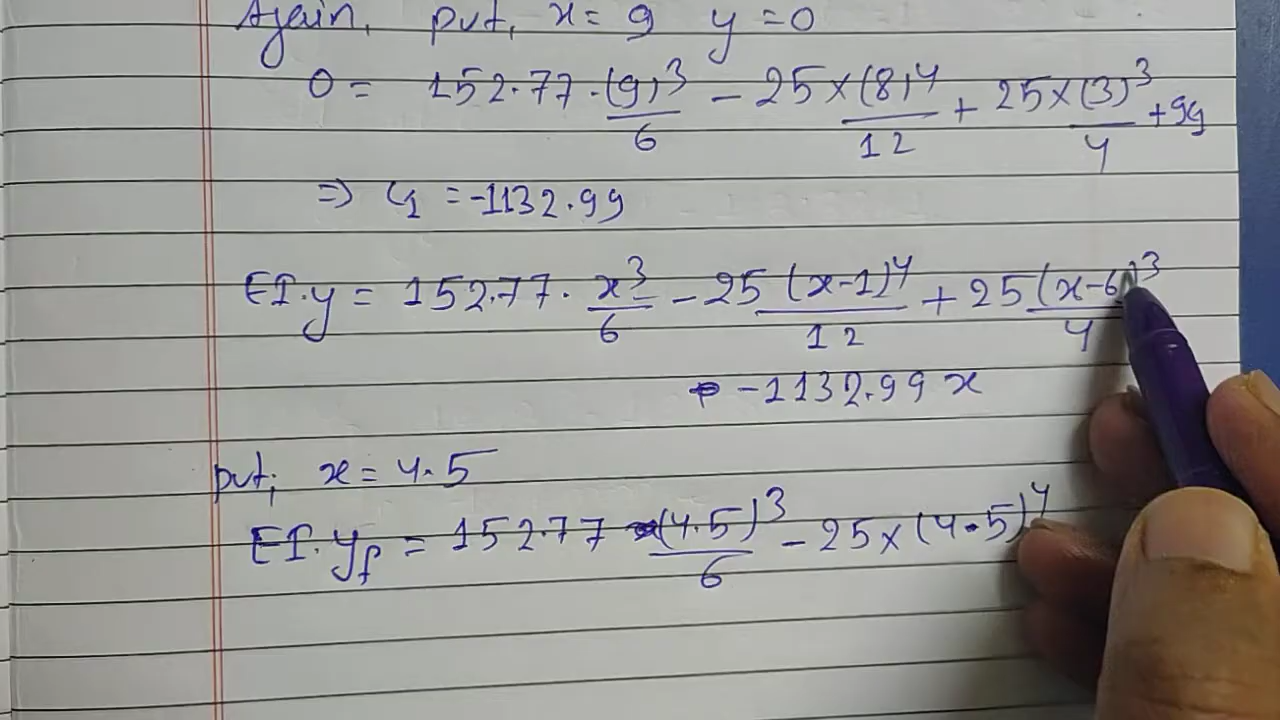 Again, put, x = 9 y = 0
0 = 152.77 · (9)³/6 - 25×(8)⁴/12 + 25×(3)³/4 + 9C₁
⇒ C₁ = -1132.99
EI.y = 152.77 · x³/6 - 25 (x-1)⁴/12 + 25 (x-6)³/4
- 1132.99 x
put; x = 4.5
EI.yₚ = 152.77 ×(4.5)³/6 - 25×(4.5)⁴